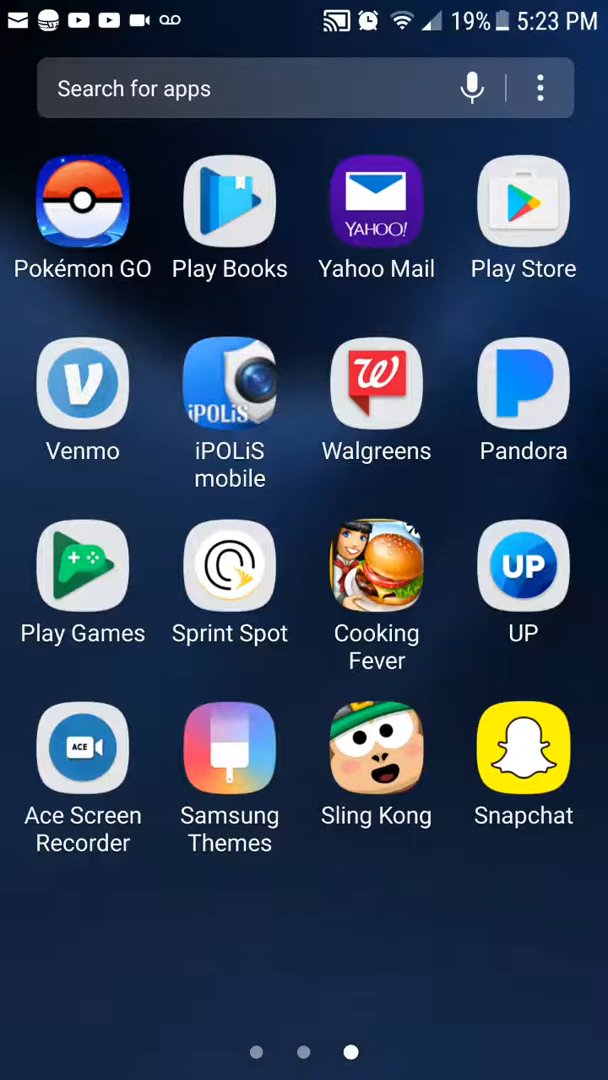 19% 5:23 PM
Search for apps
YAHOO!
Pokémon GO Play Books Yahoo Mail Play Store
iPOLiS
Venmo iPOLiS mobile Walgreens Pandora
UP
Play Games Sprint Spot Cooking Fever UP
ACE
Ace Screen Recorder Samsung Themes Sling Kong Snapchat